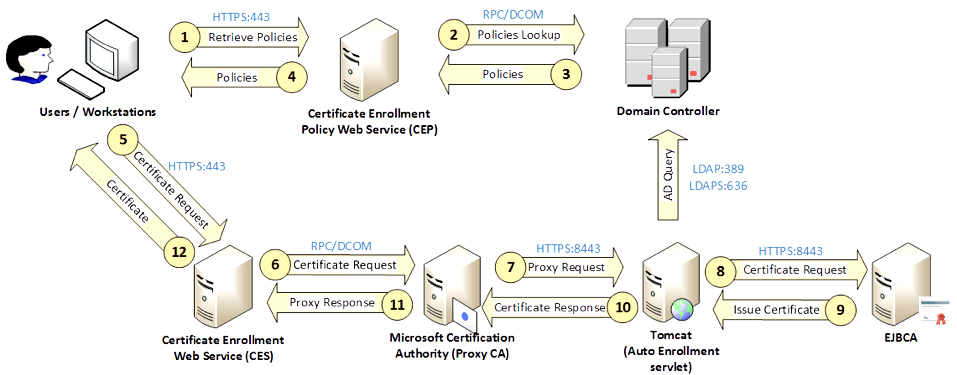 HTTPS:443
1
Retrieve Policies
4
Policies
RPC/DCOM
2
Policies Lookup
3
Policies
Users / Workstations
Certificate Enrollment
Policy Web Service (CEP)
Domain Controller
5
HTTPS:443
Certificate Request
Certificate
12
AD Query
LDAP:389
LDAPS:636
RPC/DCOM
6
Certificate Request
Proxy Response
11
HTTPS:8443
7
Proxy Request
Certificate Response
10
HTTPS:8443
8
Certificate Request
Issue Certificate
9
Certificate Enrollment
Web Service (CES)
Microsoft Certification
Authority (Proxy CA)
Tomcat
(Auto Enrollment
servlet)
EJBCA